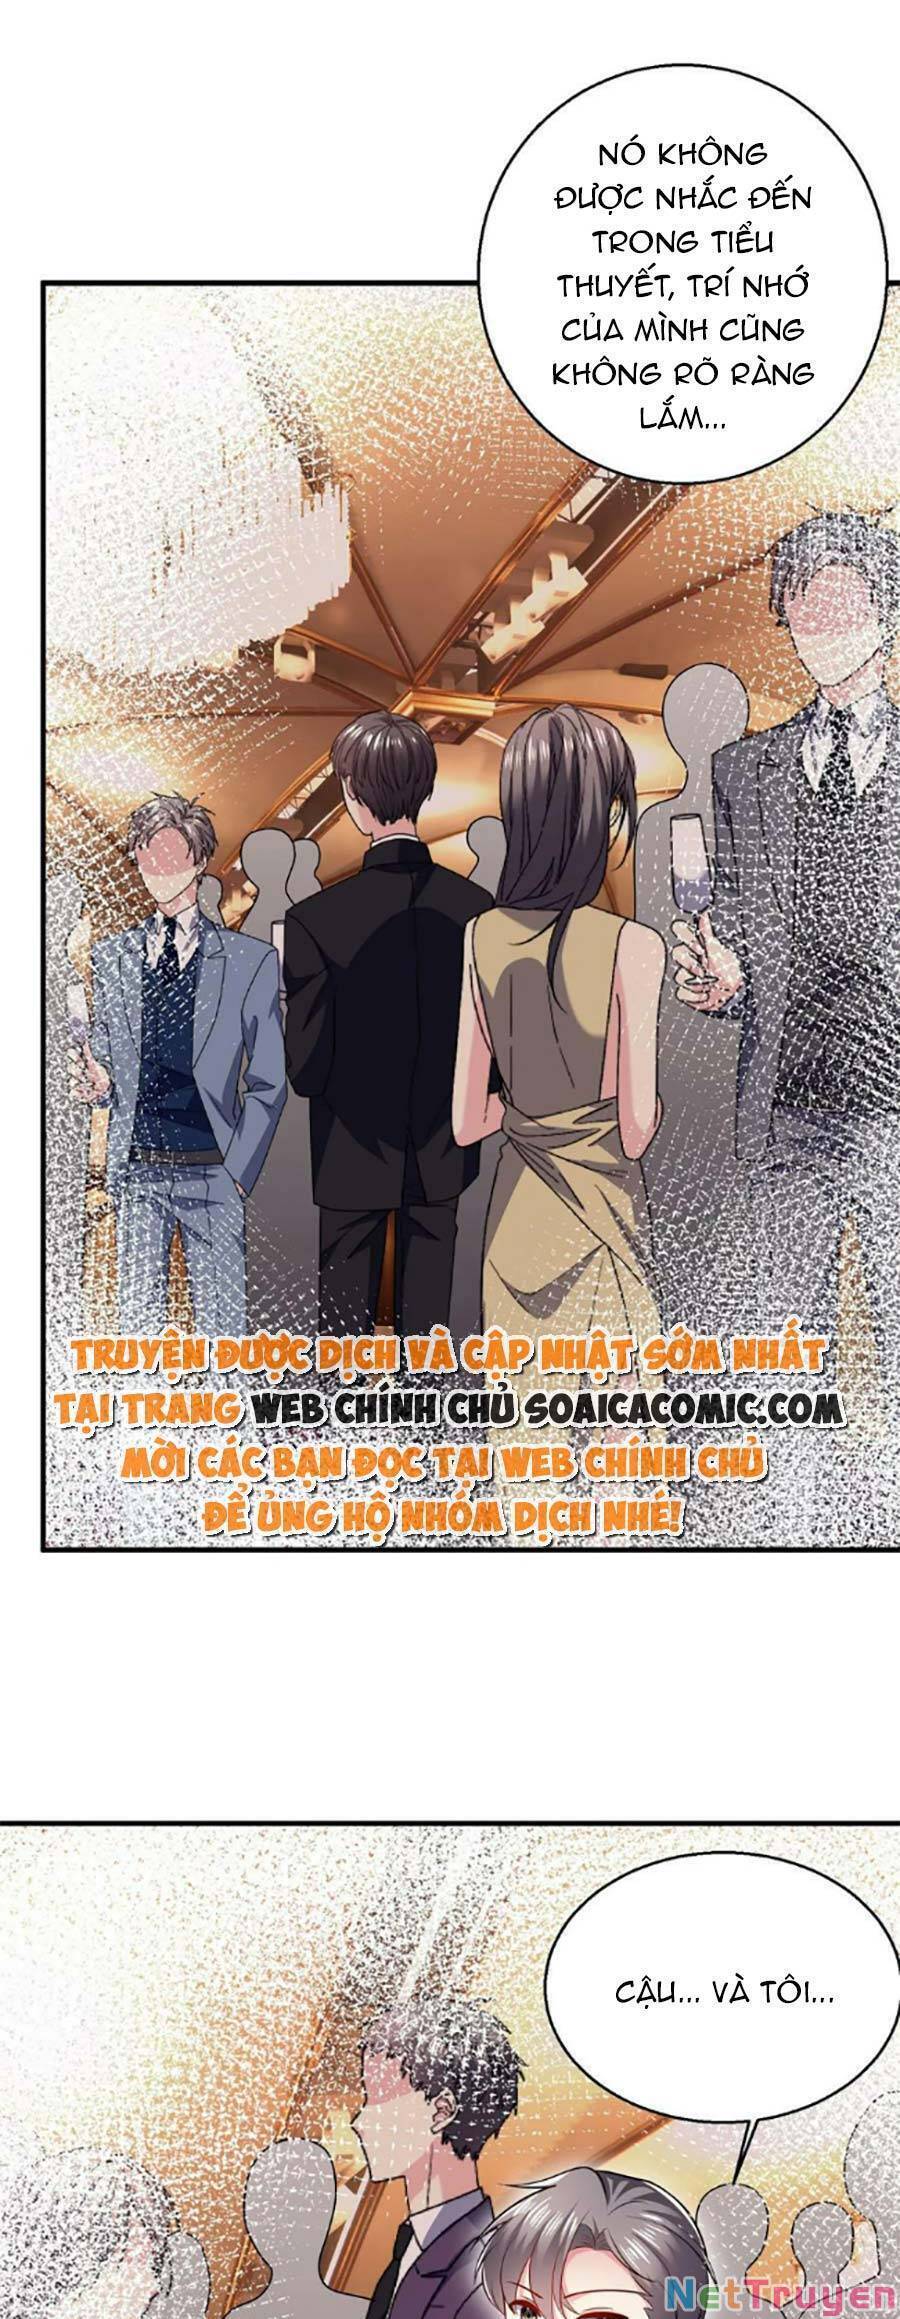 NÓ KHÔNG
ĐƯỢC NHẮC ĐẾN
TRONG TIỂU
THUYẾT, TRÍ NHỚ
CỦA MÌNH CŨNG
KHÔNG RÕ RÀNG
LẮM...
TRUYỆN ĐƯỢC DỊCH VÀ CẬP NHẬT SỚM NHẤT
TẠI TRANG WEB CHÍNH CHỦ SOAICACOMIC.COM
MỜI CÁC BẠN ĐỌC TẠI WEB CHÍNH CHỦ
ĐỂ ỦNG HỘ NHÓM DỊCH NHÉ!
CẬU... VÀ TÔI...
NetTruyen